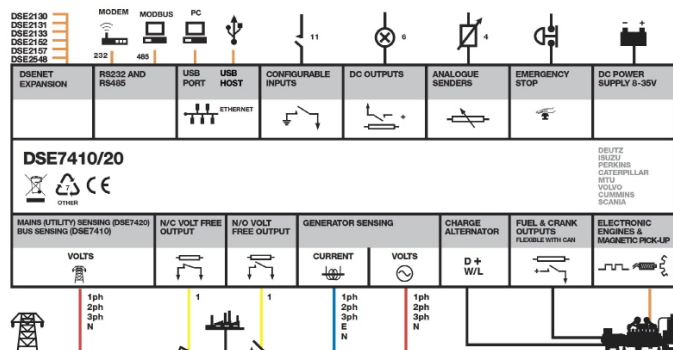 DSE2130
DSE2131
DSE2133
DSE2152
DSE2157
DSE2548
MODEM
MODBUS
PC
232
485
11
6
4
DSENET EXPANSION
RS232 AND RS485
USB PORT
USB HOST
ETHERNET
CONFIGURABLE INPUTS
DC OUTPUTS
+
ANALOGUE SENDERS
EMERGENCY STOP
- +
DC POWER SUPPLY 8-35V
DSE7410/20
7
OTHER
CE
DEUTZ
ISUZU
PERKINS
CATERPILLAR
MTU
VOLVO
CUMMINS
SCANIA
MAINS (UTILITY) SENSING (DSE7420)
BUS SENSING (DSE7410)
VOLTS
N/C VOLT FREE OUTPUT
N/O VOLT FREE OUTPUT
GENERATOR SENSING
CURRENT
VOLTS
CHARGE ALTERNATOR
D+
W/L
FUEL & CRANK OUTPUTS
FLEXIBLE WITH CAN
+
ELECTRONIC ENGINES & MAGNETIC PICK-UP
1ph
2ph
3ph
N
1
1
1ph
2ph
3ph
E
N
1ph
2ph
3ph
N